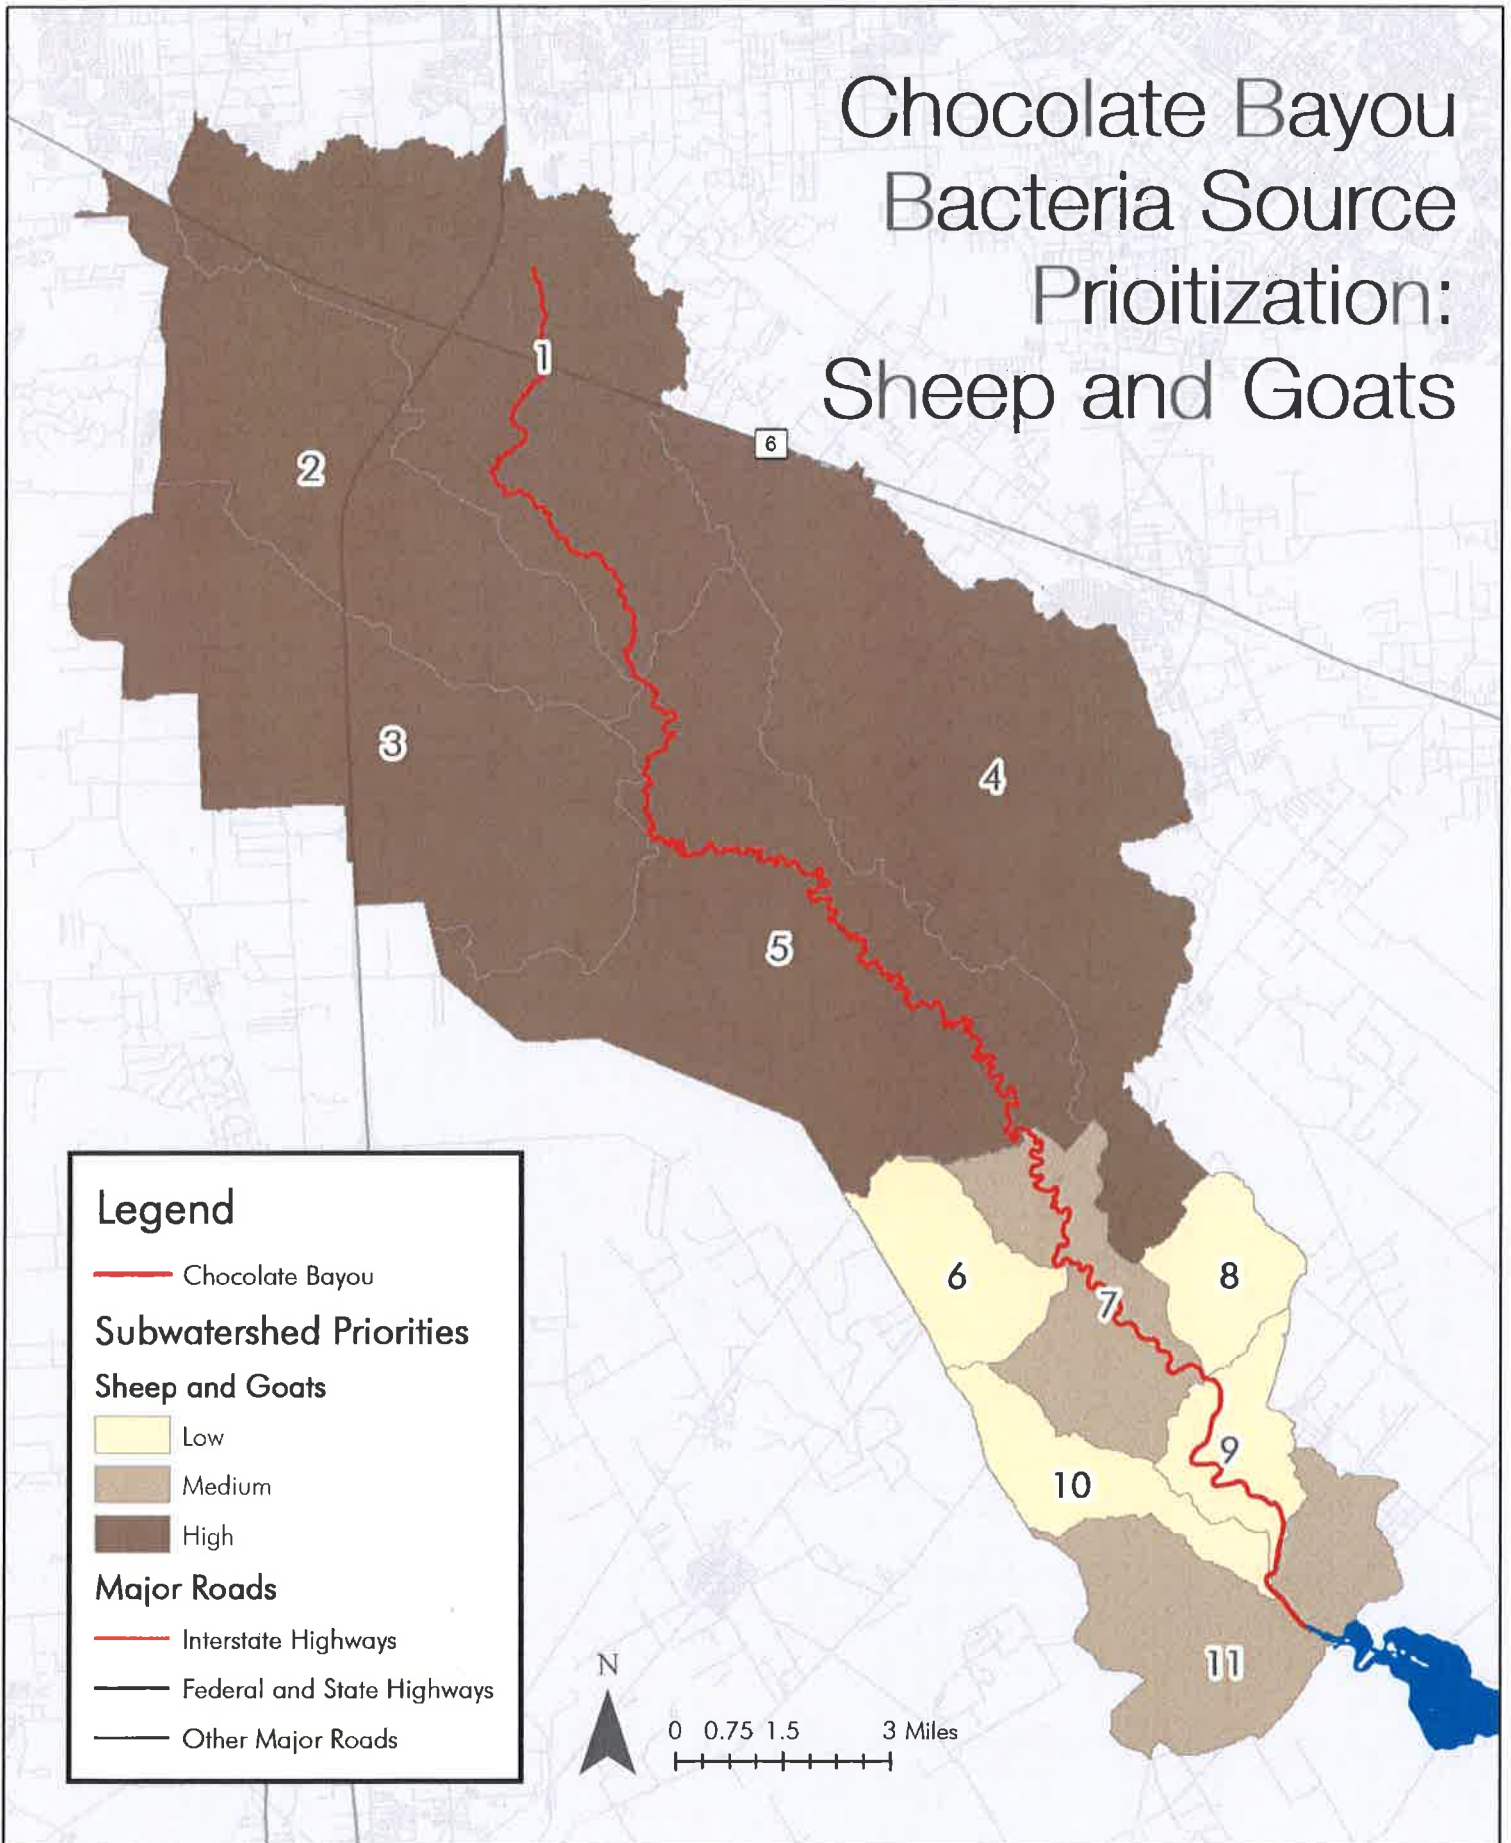 Chocolate Bayou
Bacteria Source
Prioitization:
Sheep and Goats
1
6
2
3
4
5
6
8
7
9
10
11
Legend
Chocolate Bayou
Subwatershed Priorities
Sheep and Goats
Low
Medium
High
Major Roads
Interstate Highways
Federal and State Highways
Other Major Roads
N
0 0.75 1.5 3 Miles